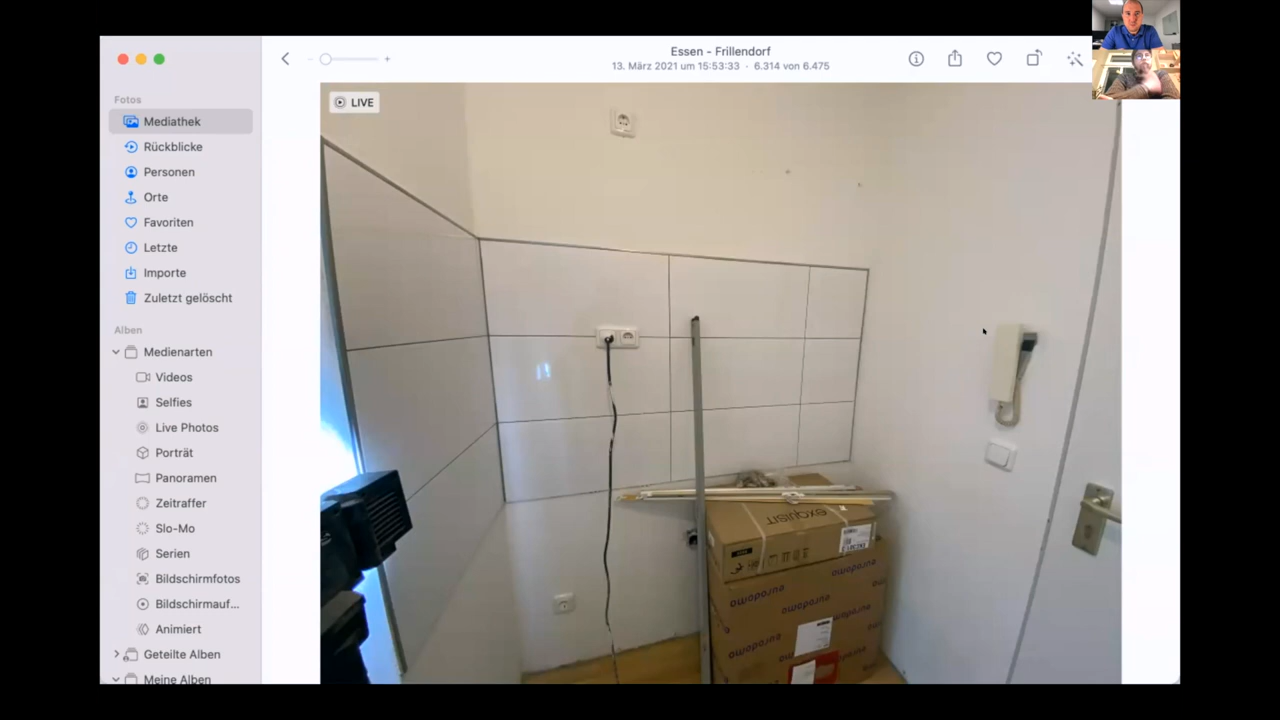 Essen - Frillendorf
13. März 2021 um 15:53:33 · 6.314 von 6.475
Fotos
Mediathek
Rückblicke
Personen
Orte
Favoriten
Letzte
Importe
Zuletzt gelöscht
Alben
Medienarten
Videos
Selfies
Live Photos
Porträt
Panoramen
Zeitraffer
Slo-Mo
Serien
Bildschirmfotos
Bildschirmauf...
Animiert
Geteilte Alben
Meine Alben
LIVE
exquisit
eurodomo
eurodomo
eurodomo
eurodomo
eurodomo